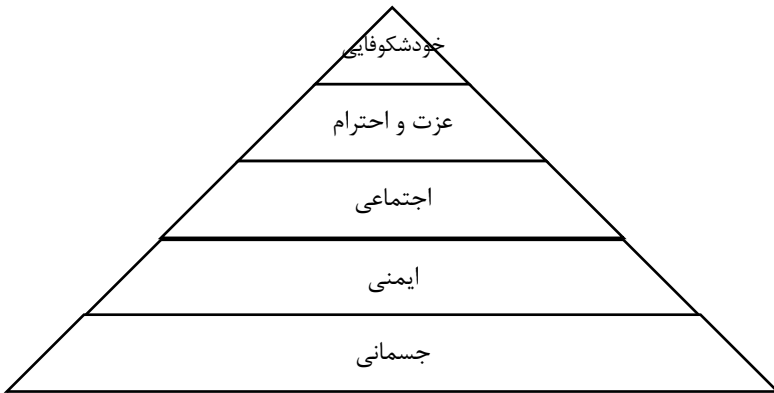 خودشکوفایی
عزت و احترام
اجتماعی
ایمنی
جسمانی